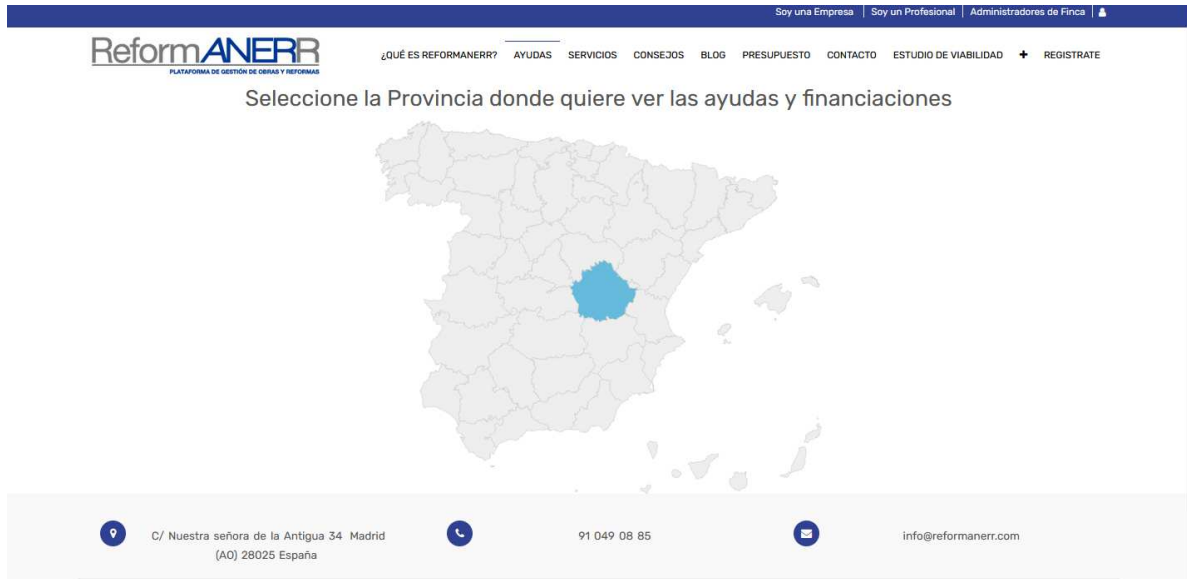 Soy una Empresa | Soy un Profesional | Administradores de Finca |
ReformANERR
PLATAFORMA DE GESTIÓN DE OBRAS Y REFORMAS
¿QUÉ ES REFORMANERR? AYUDAS SERVICIOS CONSEJOS BLOG PRESUPUESTO CONTACTO ESTUDIO DE VIABILIDAD + REGISTRATE
Seleccione la Provincia donde quiere ver las ayudas y financiaciones
C/ Nuestra señora de la Antigua 34 Madrid
(AO) 28025 España
91 049 08 85
info@reformanerr.com